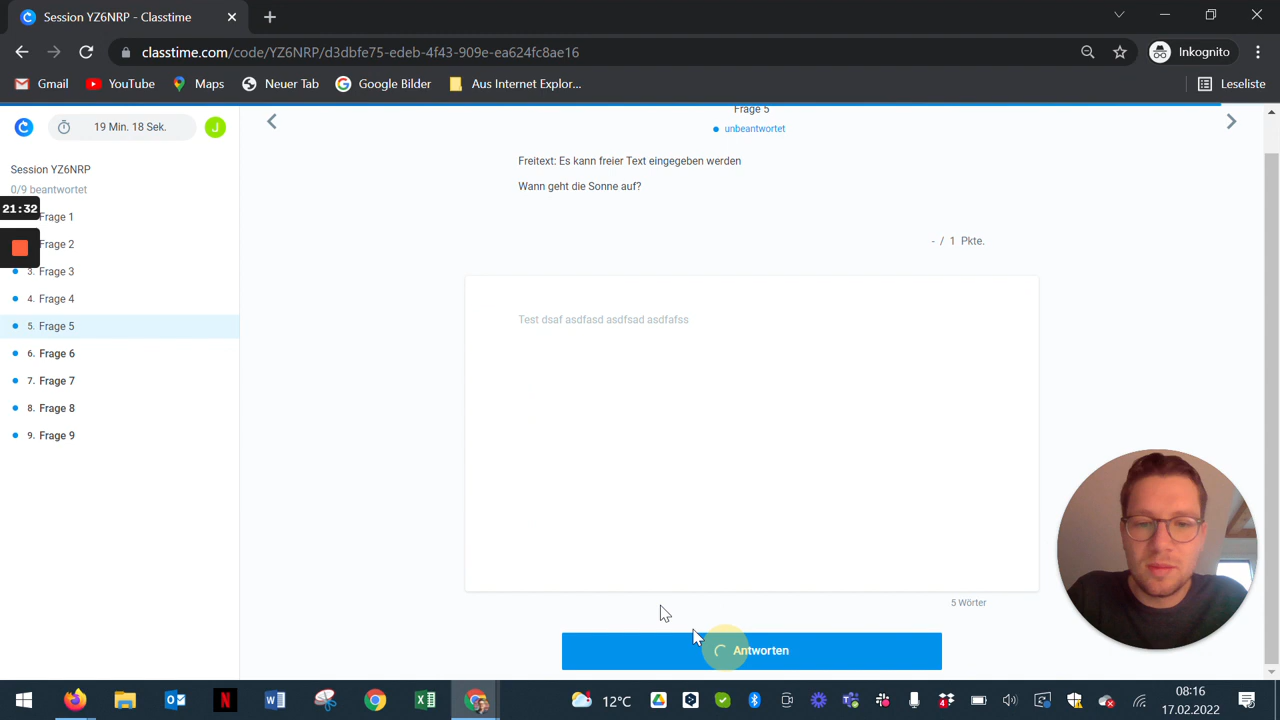 Session YZ6NRP - Classtime
classtime.com/code/YZ6NRP/d3dbfe75-edeb-4f43-909e-ea624fc8ae16
Inkognito
Gmail
YouTube
Maps
Neuer Tab
Google Bilder
Aus Internet Explor...
Leseliste
19 Min. 18 Sek.
J
Session YZ6NRP
0/9 beantwortet
21:32
Frage 1
Frage 2
3. Frage 3
4. Frage 4
5. Frage 5
6. Frage 6
7. Frage 7
8. Frage 8
9. Frage 9
Frage 5
unbeantwortet
Freitext: Es kann freier Text eingegeben werden
Wann geht die Sonne auf?
- / 1 Pkte.
Test dsaf asdfasd asdfsad asdfafss
5 Wörter
Antworten
12°C
08:16
17.02.2022